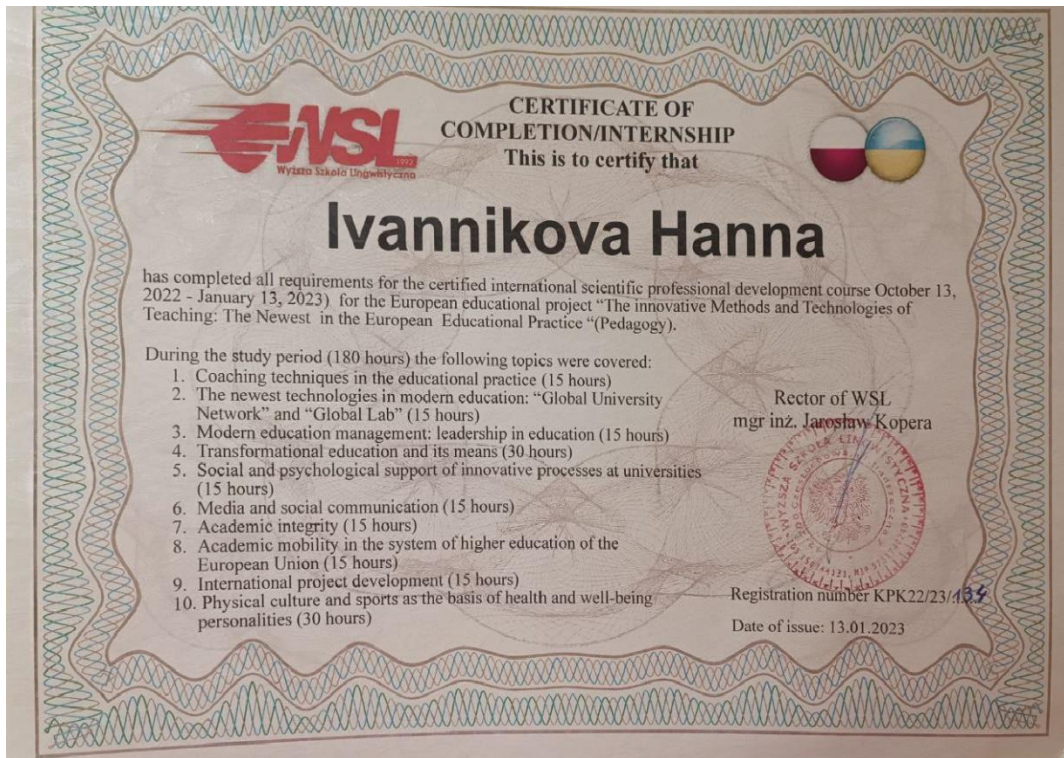 WSL
1992
Wyższa Szkoła Lingwistyczna
CERTIFICATE OF
COMPLETION/INTERNSHIP
This is to certify that
Ivannikova Hanna
has completed all requirements for the certified international scientific professional development course October 13,
2022 - January 13, 2023) for the European educational project “The innovative Methods and Technologies of
Teaching: The Newest in the European Educational Practice “(Pedagogy).
During the study period (180 hours) the following topics were covered:
1. Coaching techniques in the educational practice (15 hours)
2. The newest technologies in modern education: “Global University
Network” and “Global Lab” (15 hours)
3. Modern education management: leadership in education (15 hours)
4. Transformational education and its means (30 hours)
5. Social and psychological support of innovative processes at universities
(15 hours)
6. Media and social communication (15 hours)
7. Academic integrity (15 hours)
8. Academic mobility in the system of higher education of the
European Union (15 hours)
9. International project development (15 hours)
10. Physical culture and sports as the basis of health and well-being
personalities (30 hours)
Rector of WSL
mgr inż. Jarosław Kopera
WYŻSZA SZKOŁA LINGWISTYCZNA
Registration number KPK22/23/134
Date of issue: 13.01.2023